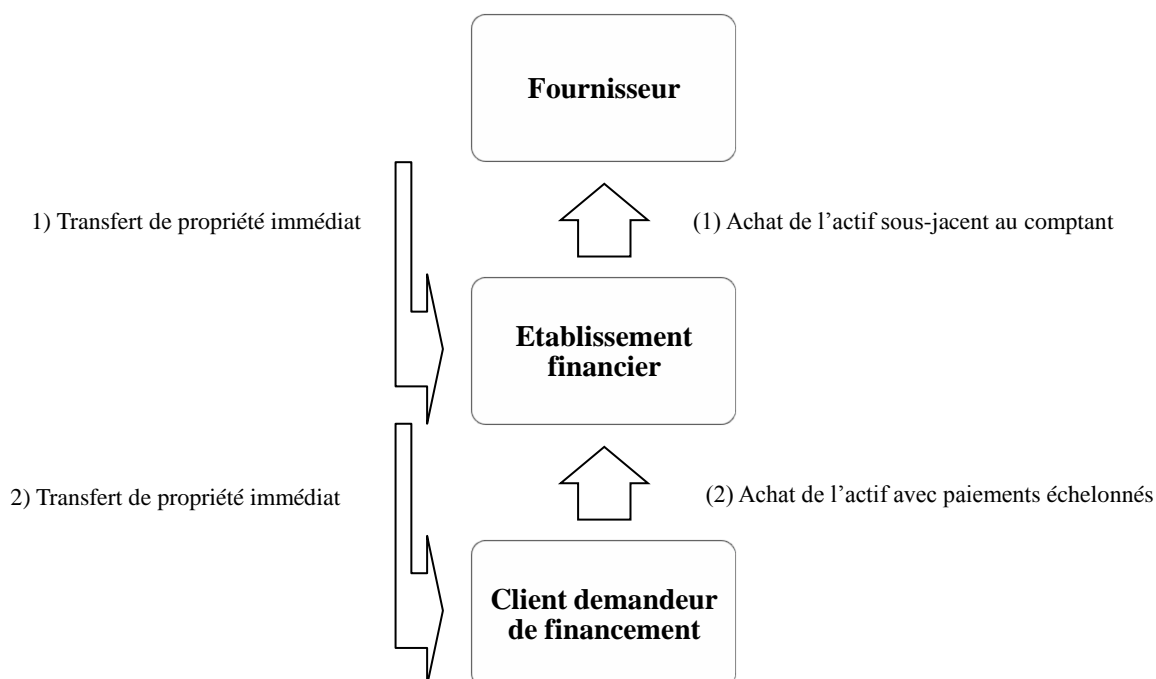 Fournisseur
1) Transfert de propriété immédiat
(1) Achat de l’actif sous-jacent au comptant
Etablissement
financier
2) Transfert de propriété immédiat
(2) Achat de l’actif avec paiements échelonnés
Client demandeur
de financement